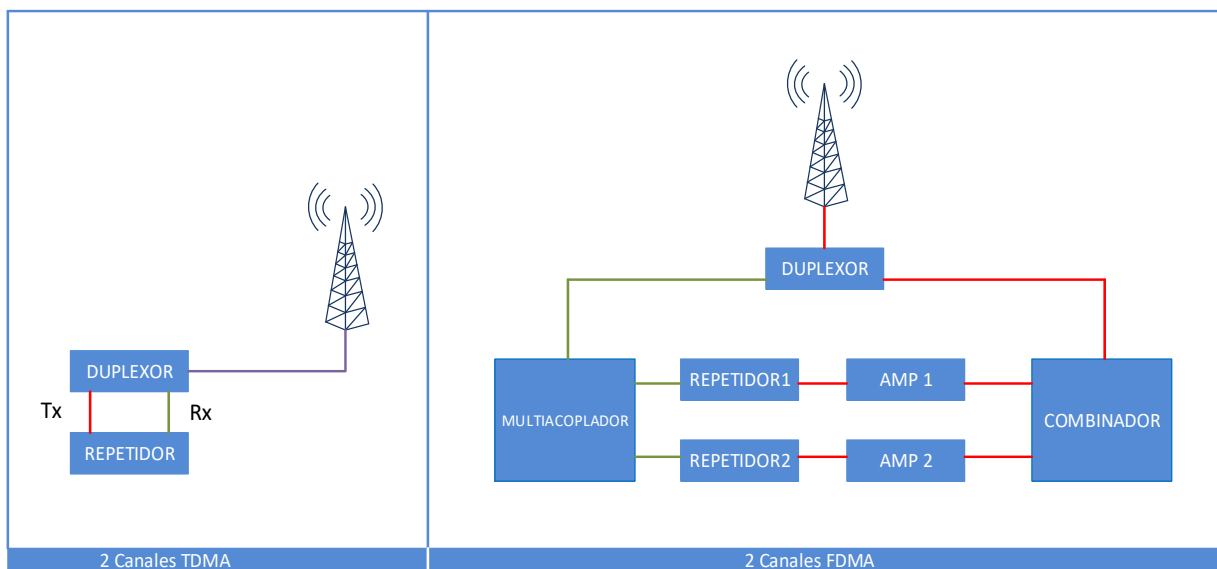 DUPLEXOR
Tx
Rx
REPETIDOR
2 Canales TDMA
DUPLEXOR
MULTIACOPLADOR
REPETIDOR1
AMP 1
REPETIDOR2
AMP 2
COMBINADOR
2 Canales FDMA